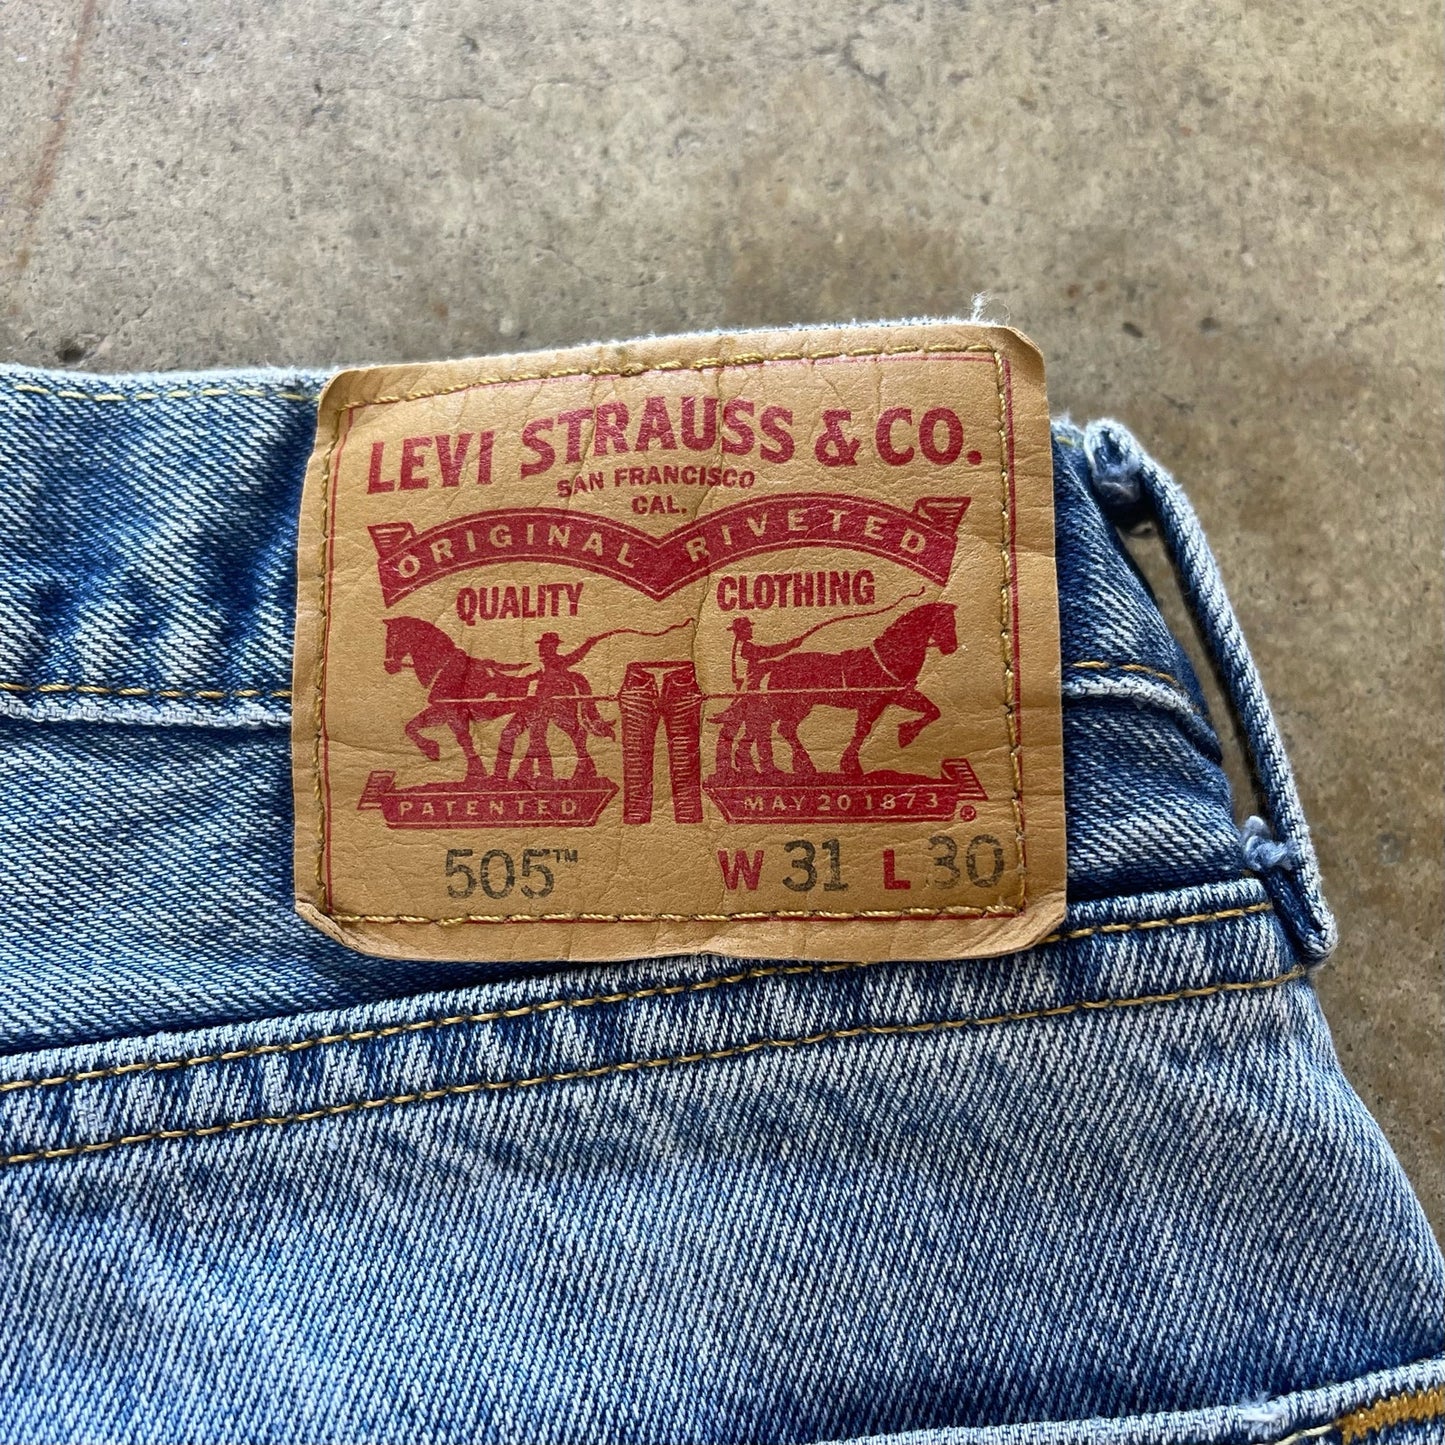 LEVI STRAUSS & CO.
SAN FRANCISCO
CAL.
ORIGINAL RIVETED
QUALITY CLOTHING
PATENTED MAY 20 1873 ®
505™ W 31 L 30